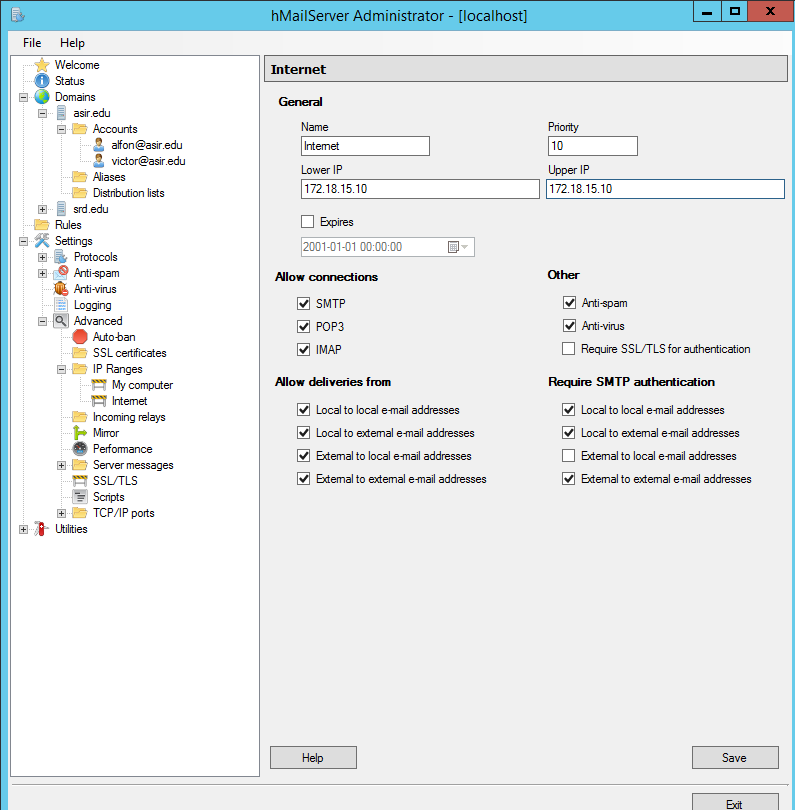 hMailServer Administrator - [localhost]
File Help
Welcome
Status
Domains
asir.edu
Accounts
alfon@asir.edu
victor@asir.edu
Aliases
Distribution lists
srd.edu
Rules
Settings
Protocols
Anti-spam
Anti-virus
Logging
Advanced
Auto-ban
SSL certificates
IP Ranges
My computer
Internet
Incoming relays
Mirror
Performance
Server messages
SSL/TLS
Scripts
TCP/IP ports
Utilities
Internet
General
Name Priority
Internet 10
Lower IP Upper IP
172.18.15.10 172.18.15.10
Expires
2001-01-01 00:00:00
Allow connections
SMTP
POP3
IMAP
Other
Anti-spam
Anti-virus
Require SSL/TLS for authentication
Allow deliveries from
Local to local e-mail addresses
Local to external e-mail addresses
External to local e-mail addresses
External to external e-mail addresses
Require SMTP authentication
Local to local e-mail addresses
Local to external e-mail addresses
External to local e-mail addresses
External to external e-mail addresses
Help Save
Exit